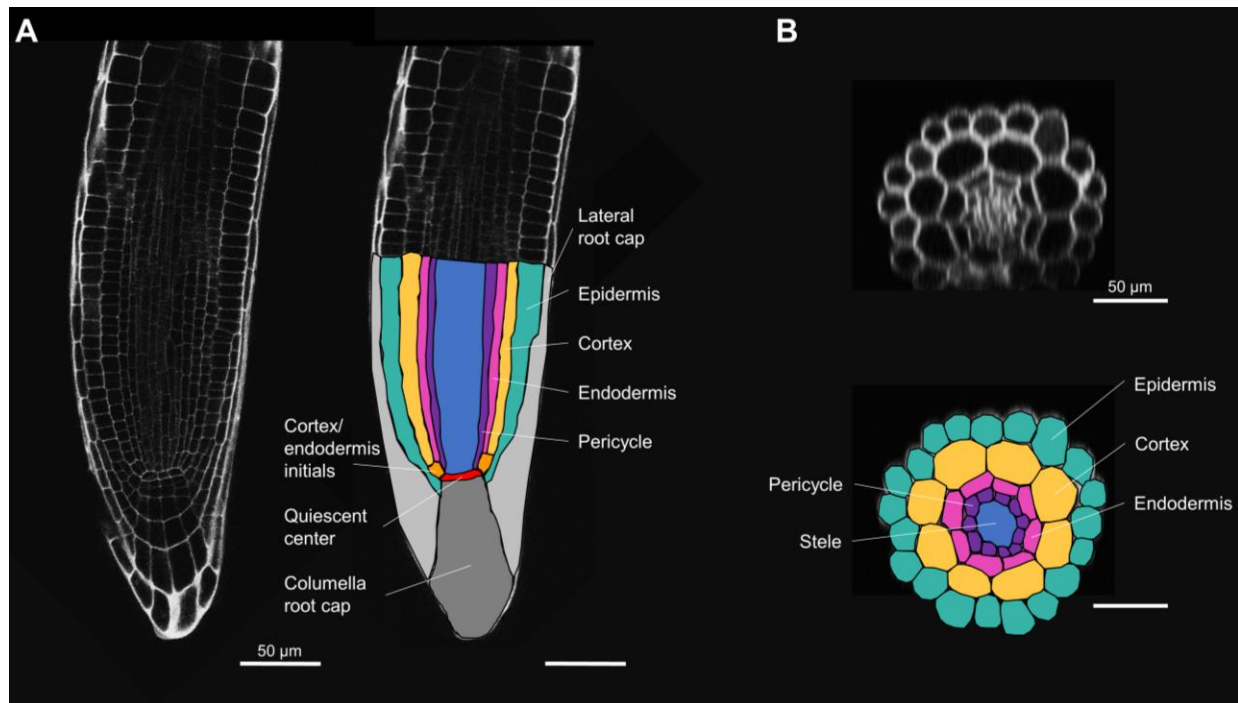 A
Lateral
root cap
Epidermis
Cortex
Endodermis
Pericycle
Cortex/
endodermis
initials
Quiescent
center
Columella
root cap
50 µm
B
50 µm
Epidermis
Cortex
Endodermis
Pericycle
Stele